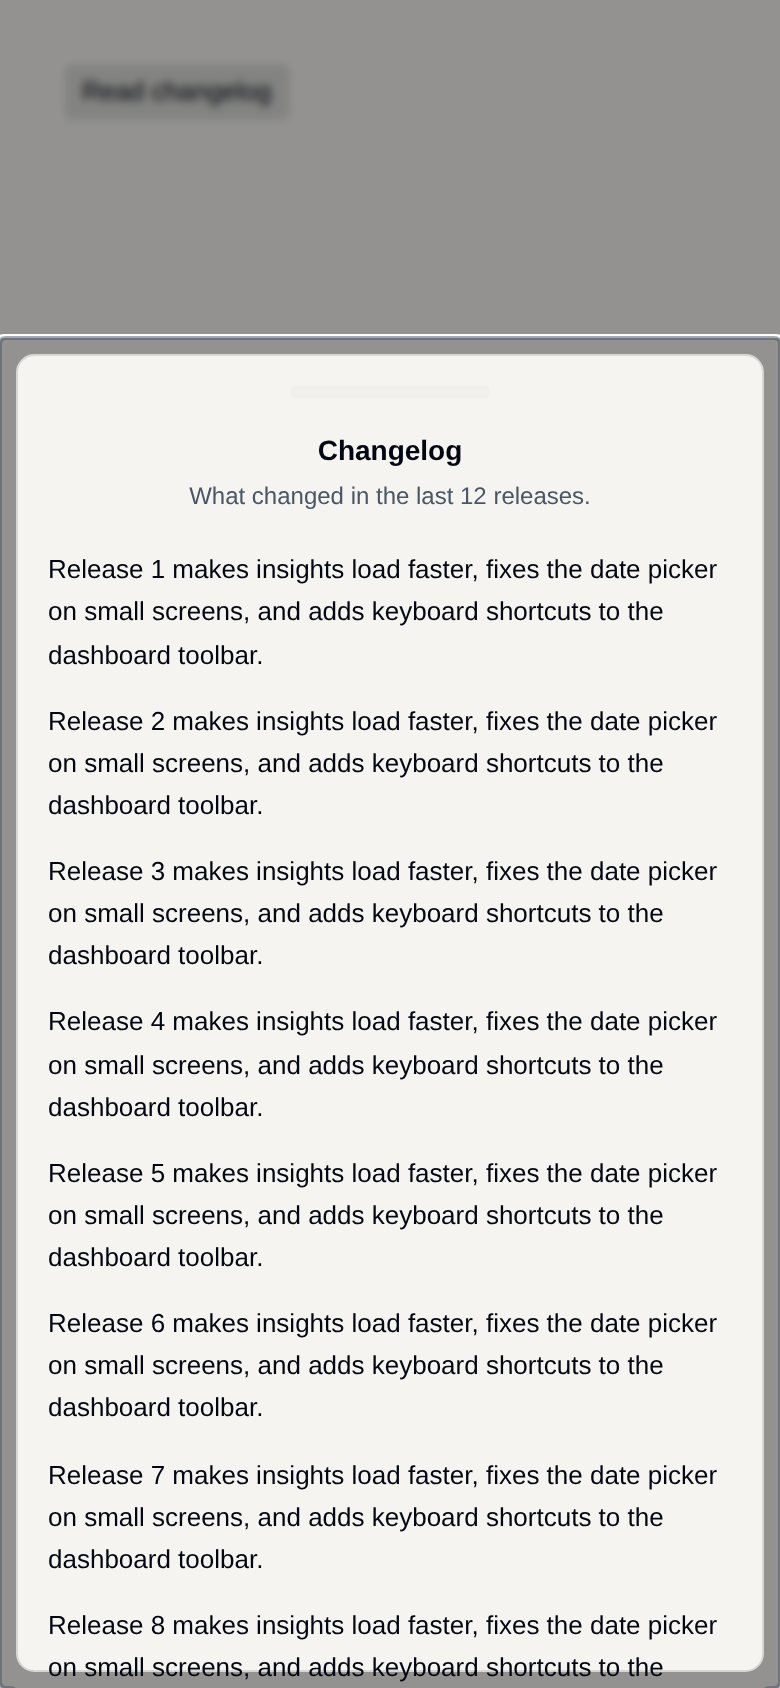 Read changelog
Changelog
What changed in the last 12 releases.
Release 1 makes insights load faster, fixes the date picker
on small screens, and adds keyboard shortcuts to the
dashboard toolbar.
Release 2 makes insights load faster, fixes the date picker
on small screens, and adds keyboard shortcuts to the
dashboard toolbar.
Release 3 makes insights load faster, fixes the date picker
on small screens, and adds keyboard shortcuts to the
dashboard toolbar.
Release 4 makes insights load faster, fixes the date picker
on small screens, and adds keyboard shortcuts to the
dashboard toolbar.
Release 5 makes insights load faster, fixes the date picker
on small screens, and adds keyboard shortcuts to the
dashboard toolbar.
Release 6 makes insights load faster, fixes the date picker
on small screens, and adds keyboard shortcuts to the
dashboard toolbar.
Release 7 makes insights load faster, fixes the date picker
on small screens, and adds keyboard shortcuts to the
dashboard toolbar.
Release 8 makes insights load faster, fixes the date picker
on small screens, and adds keyboard shortcuts to the